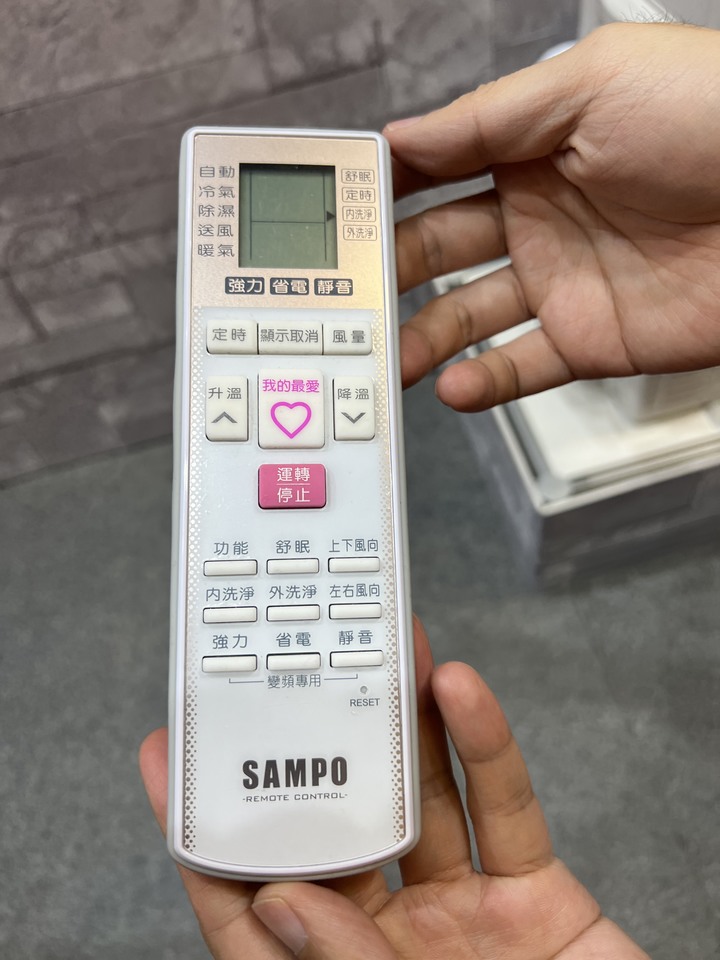 自動
冷氣
除濕
送風
暖氣
舒眠
定時
內洗淨
外洗淨
強力 省電 靜音
定時 顯示取消 風量
升溫 我的最愛 降溫
運轉
停止
功能 舒眠 上下風向
內洗淨 外洗淨 左右風向
強力 省電 靜音
變頻專用
RESET
SAMPO
-REMOTE CONTROL-